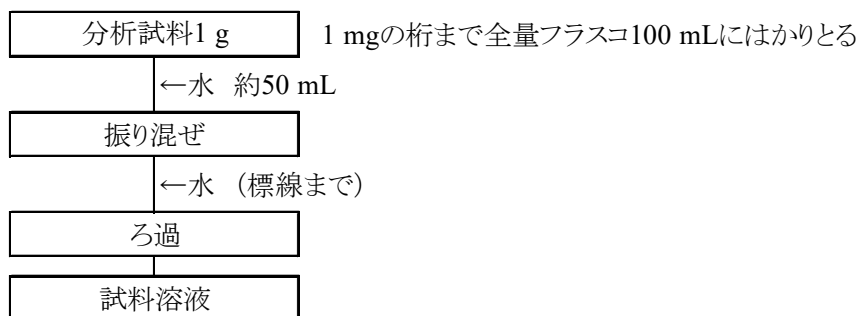 分析試料1 g　1 mgの桁まで全量フラスコ100 mLにはかりとる
←水　約50 mL
振り混ぜ
←水　（標線まで）
ろ過
試料溶液